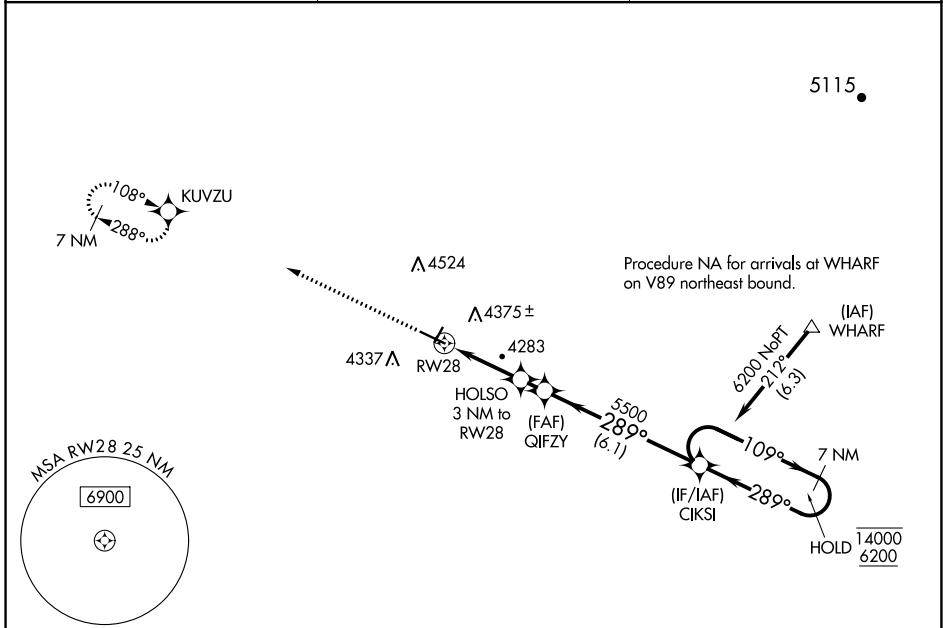 5115
108°
KUVZU
288°
7 NM
4524
Procedure NA for arrivals at WHARF
on V89 northeast bound.
4375 ±
(IAF)
WHARF
4283
4337
RW28
6200 NoPT
212°
(6.3)
HOLSO
3 NM to
RW28
(FAF)
QIFZY
5500
289°
(6.1)
109°
7 NM
289°
(IF/IAF)
CIKSI
HOLD
14000
6200
MSA RW28 25 NM
6900